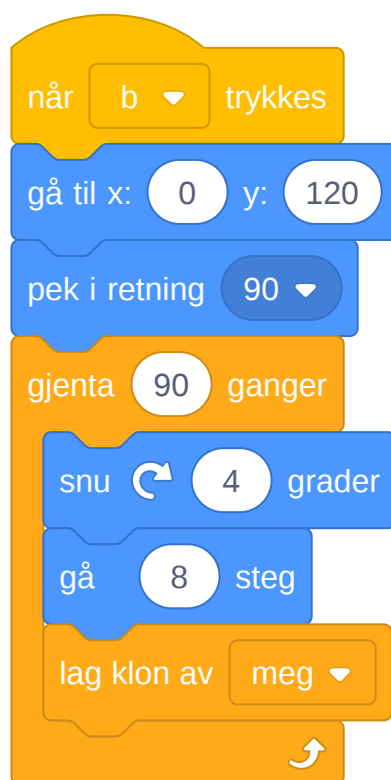 når b trykkes
gå til x: 0 y: 120
pek i retning 90
gjenta 90 ganger
snu 4 grader
gå 8 steg
lag klon av meg